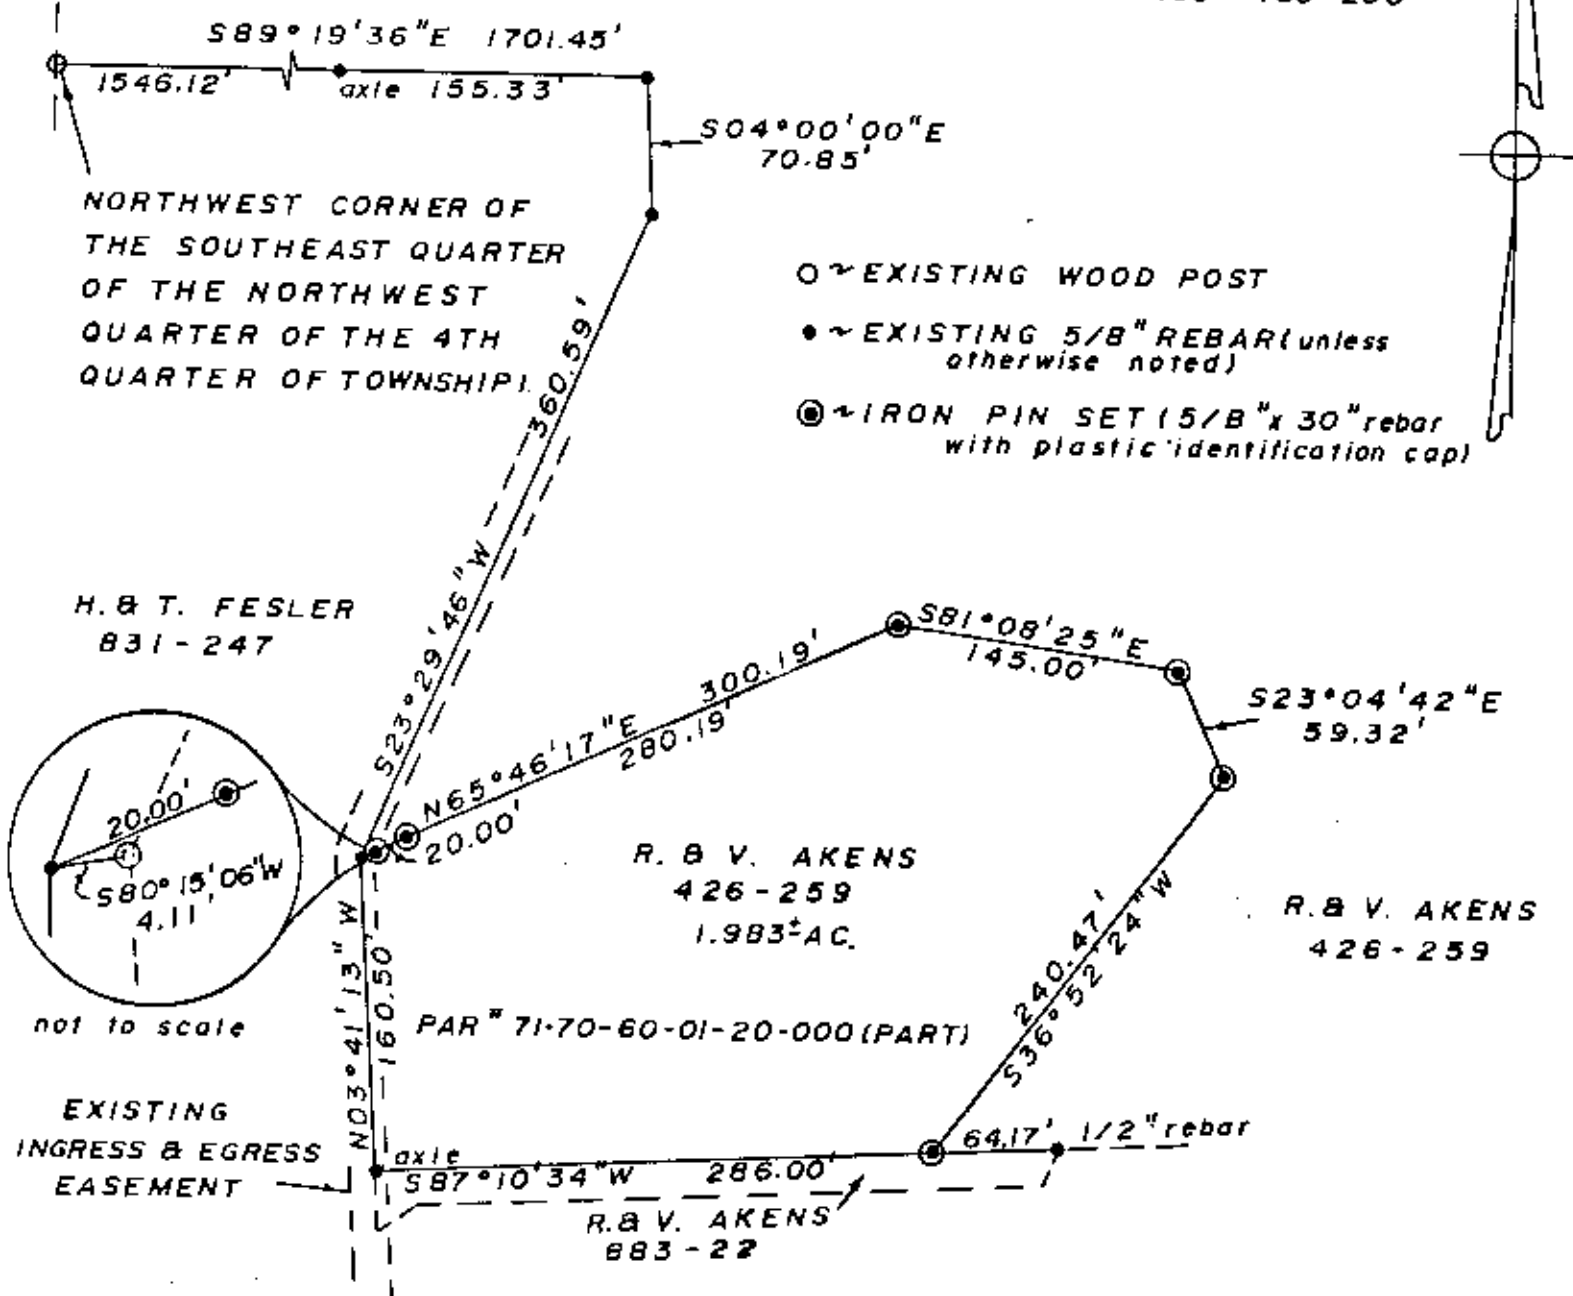 S89°19'36"E 1701.45'
1546.12'
axle 155.33'
S04°00'00"E
70.85'
NORTHWEST CORNER OF
THE SOUTHEAST QUARTER
OF THE NORTHWEST
QUARTER OF THE 4TH
QUARTER OF TOWNSHIP 1.
○ ~ EXISTING WOOD POST
● ~ EXISTING 5/8" REBAR (unless
otherwise noted)
◉ ~ IRON PIN SET (5/8" x 30" rebar
with plastic identification cap)
360.59'
S23°29'46"W
H. & T. FESLER
831-247
S81°08'25"E
145.00'
S23°04'42"E
59.32'
300.19'
N65°46'17"E
280.19'
20.00'
20.00'
S80°15'06"W
4.11'
not to scale
R. & V. AKENS
426-259
1.983±AC.
R. & V. AKENS
426-259
240.47'
S36°52'24"W
N03°41'13"W
160.50'
PAR " 71-70-60-01-20-000 (PART)
EXISTING
INGRESS & EGRESS
EASEMENT
axle
64.17' 1/2" rebar
S87°10'34"W 286.00'
R. & V. AKENS
883-22